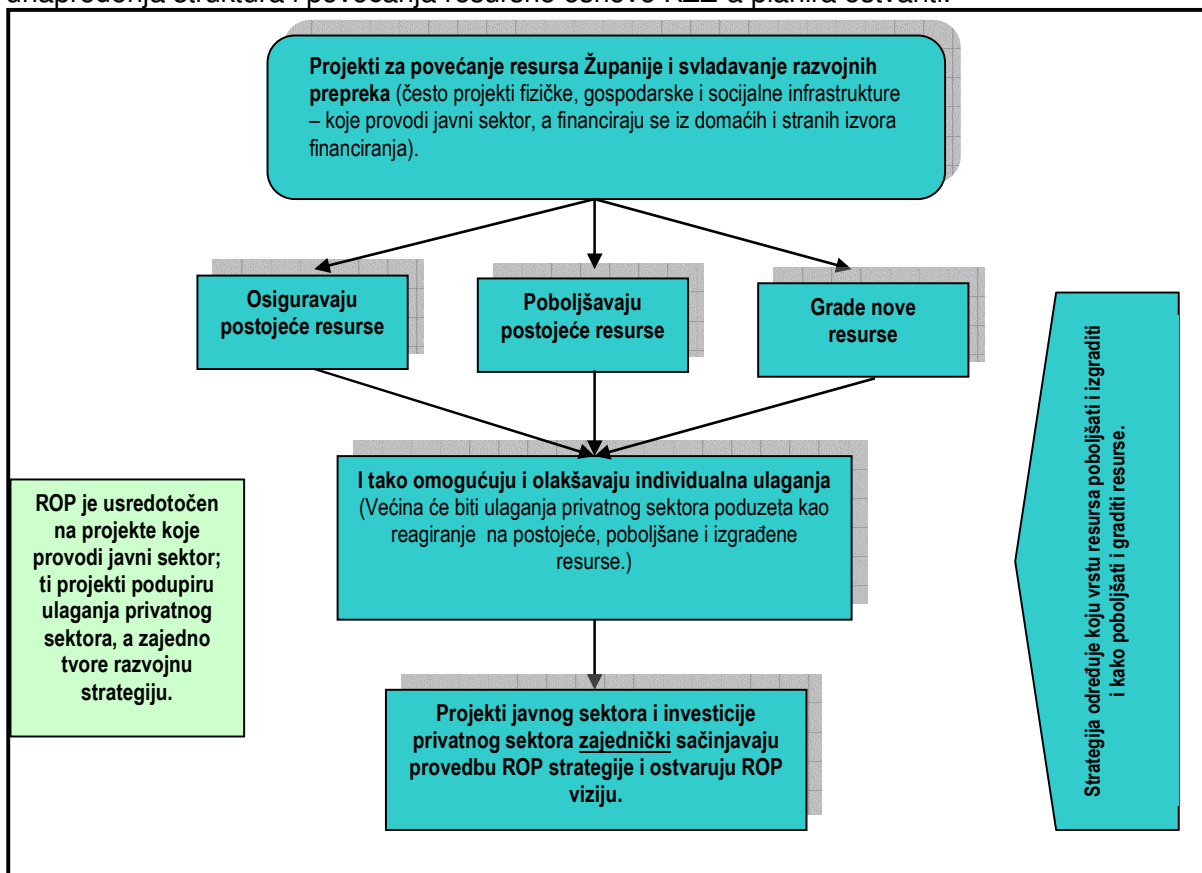 Projekti za povećanje resursa Županije i svladavanje razvojnih
prepreka (često projekti fizičke, gospodarske i socijalne infrastrukture
– koje provodi javni sektor, a financiraju se iz domaćih i stranih izvora
financiranja).
Osiguravaju
postojeće resurse
Poboljšavaju
postojeće resurse
Grade nove
resurse
I tako omogućuju i olakšavaju individualna ulaganja
(Većina će biti ulaganja privatnog sektora poduzeta kao
reagiranje na postojeće, poboljšane i izgrađene
resurse.)
ROP je usredotočen
na projekte koje
provodi javni sektor;
ti projekti podupiru
ulaganja privatnog
sektora, a zajedno
tvore razvojnu
strategiju.
Projekti javnog sektora i investicije
privatnog sektora zajednički sačinjavaju
provedbu ROP strategije i ostvaruju ROP
viziju.
Strategija određuje koju vrstu resursa poboljšati i izgraditi
i kako poboljšati i graditi resurse.